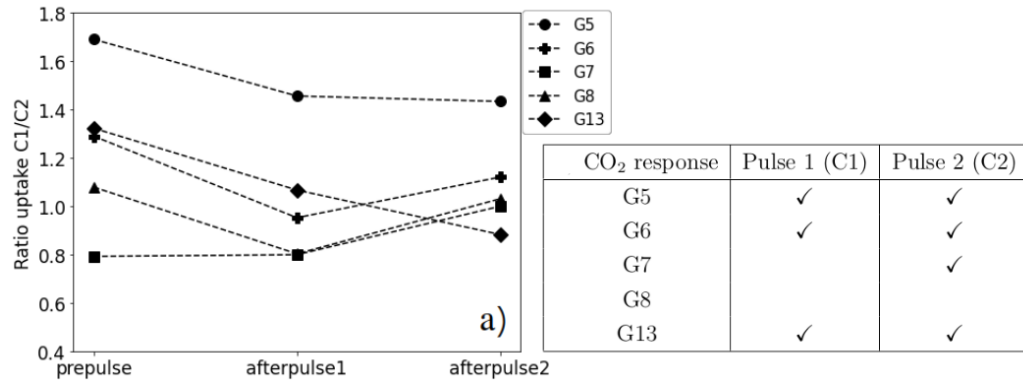 1.8
1.6
1.4
1.2
1.0
0.8
0.6
0.4
Ratio uptake C1/C2
prepulse afterpulse1 afterpulse2
a)
G5
G6
G7
G8
G13
CO₂ response Pulse 1 (C1) Pulse 2 (C2)
G5 ✓ ✓
G6 ✓ ✓
G7 ✓
G8
G13 ✓ ✓